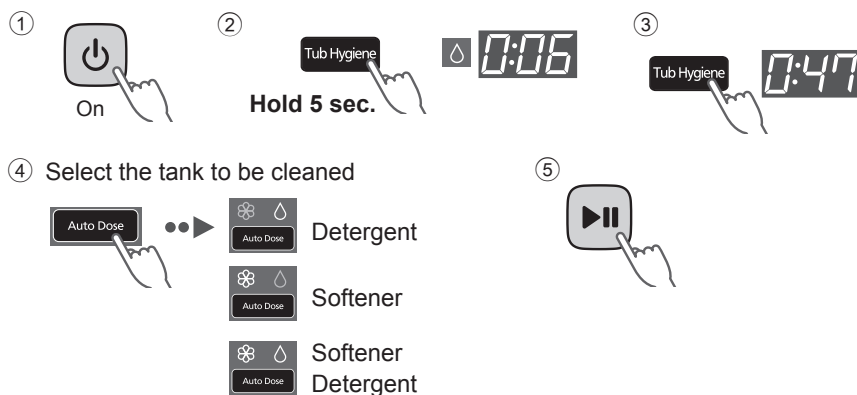 ① ② ③
Tub Hygiene 0:06
Tub Hygiene 0:47
On
Hold 5 sec.
④ Select the tank to be cleaned
⑤
Auto Dose
Auto Dose
Detergent
Auto Dose
Softener
Auto Dose
Softener
Detergent